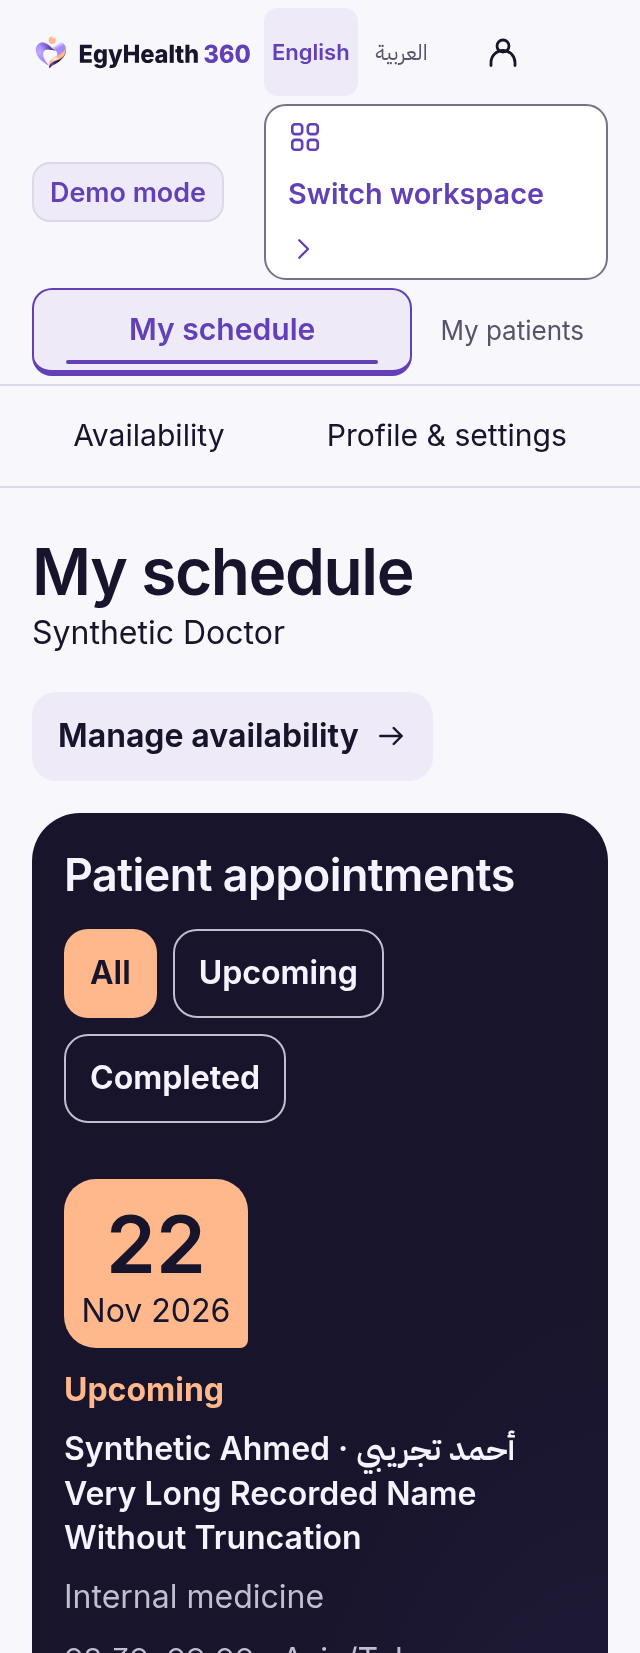 EgyHealth 360 English العربية
Demo mode
Switch workspace
My schedule My patients
Availability Profile & settings
My schedule
Synthetic Doctor
Manage availability →
Patient appointments
All Upcoming
Completed
22
Nov 2026
Upcoming
Synthetic Ahmed · أحمد تجريبي
Very Long Recorded Name
Without Truncation
Internal medicine